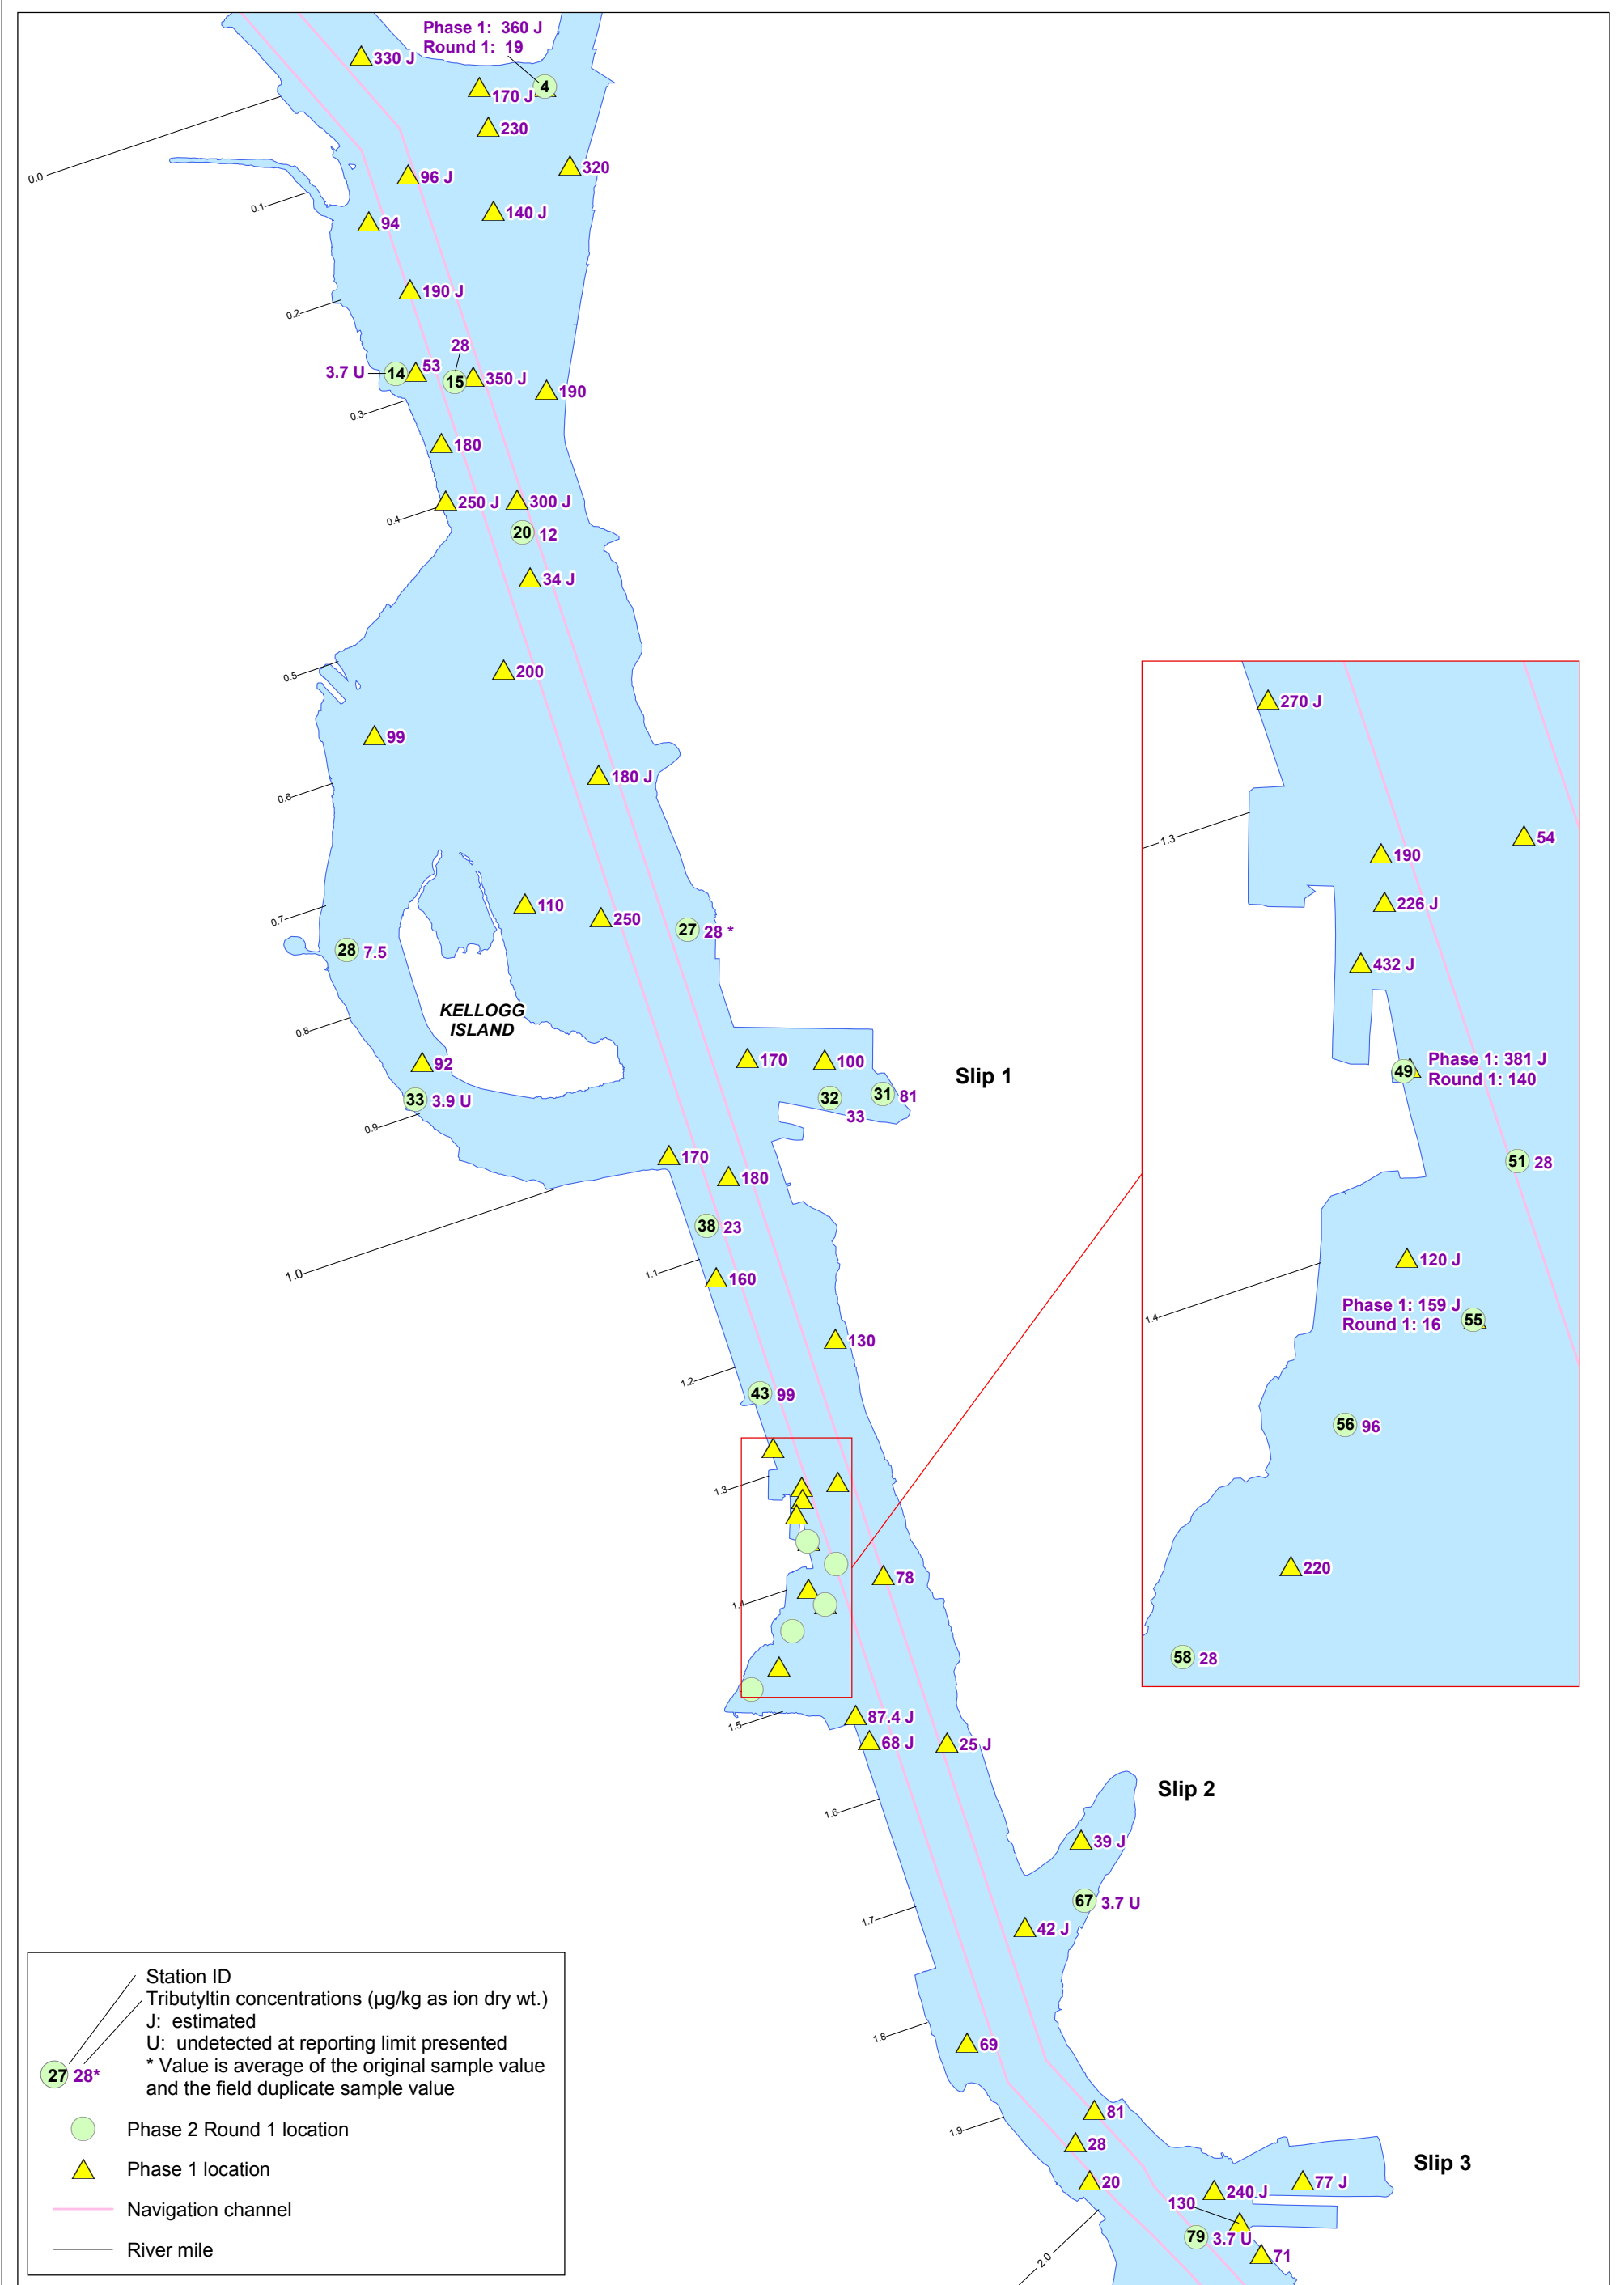 Phase 1: 360 J
Round 1: 19
330 J
4
170 J
230
0.0
96 J
320
0.1
94
140 J
190 J
0.2
28
3.7 U
14
53
15
350 J
190
0.3
180
250 J
300 J
0.4
20 12
34 J
0.5
200
99
180 J
0.6
110
0.7
250
27 28 *
28 7.5
KELLOGG
ISLAND
0.8
92
170
100
Slip 1
33 3.9 U
32
31 81
33
0.9
170
180
38 23
1.0
1.1
160
130
1.2
43 99
1.3
1.4
78
1.5
87.4 J
68 J
25 J
Slip 2
1.6
39 J
67 3.7 U
1.7
42 J
1.8
69
81
1.9
28
20
Slip 3
77 J
240 J
130
79 3.7 U
71
2.0
270 J
1.3
54
190
226 J
432 J
49
Phase 1: 381 J
Round 1: 140
51 28
120 J
1.4
Phase 1: 159 J
Round 1: 16
55
56 96
220
58 28
Station ID
Tributyltin concentrations (µg/kg as ion dry wt.)
J: estimated
U: undetected at reporting limit presented
* Value is average of the original sample value
and the field duplicate sample value
27 28*
Phase 2 Round 1 location
Phase 1 location
Navigation channel
River mile